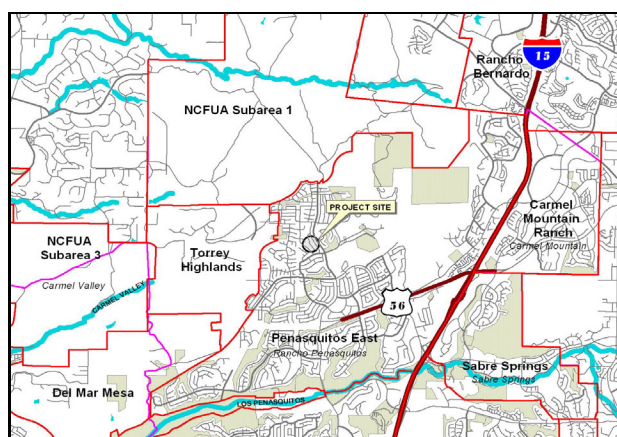 Rancho
Bernardo
15
NCFUA Subarea 1
PROJECT SITE
Carmel
Mountain
Ranch
Carmel Mountain
NCFUA
Subarea 3
Carmel Valley
Torrey
Highlands
CARMEL VALLEY
56
Penasquitos East
Rancho Penasquitos
Sabre Springs
Sabre Springs
Del Mar Mesa
LOS PENASQUITOS